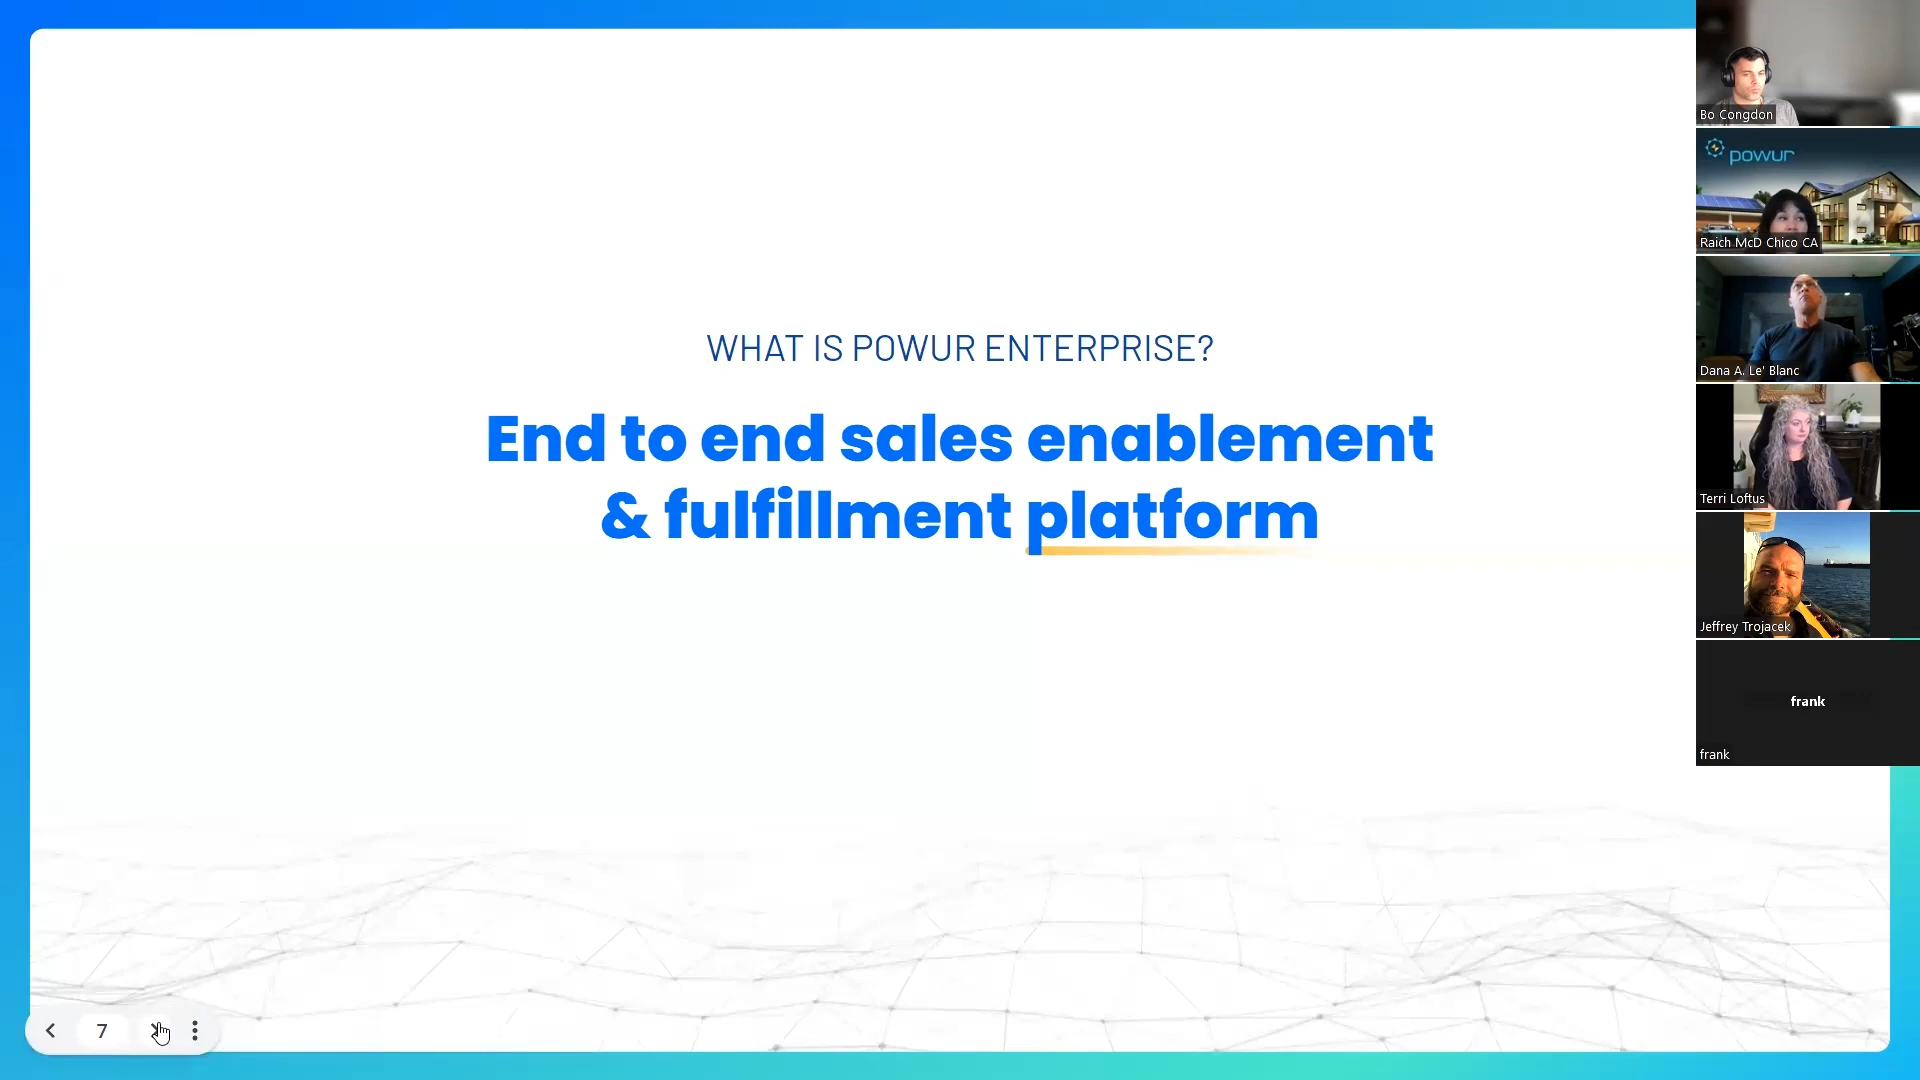 WHAT IS POWUR ENTERPRISE?
End to end sales enablement
& fulfillment platform
7
Bo Congdon
powur
Raich McD Chico CA
Dana A. Le' Blanc
Terri Loftus
Jeffrey Trojacek
frank
frank